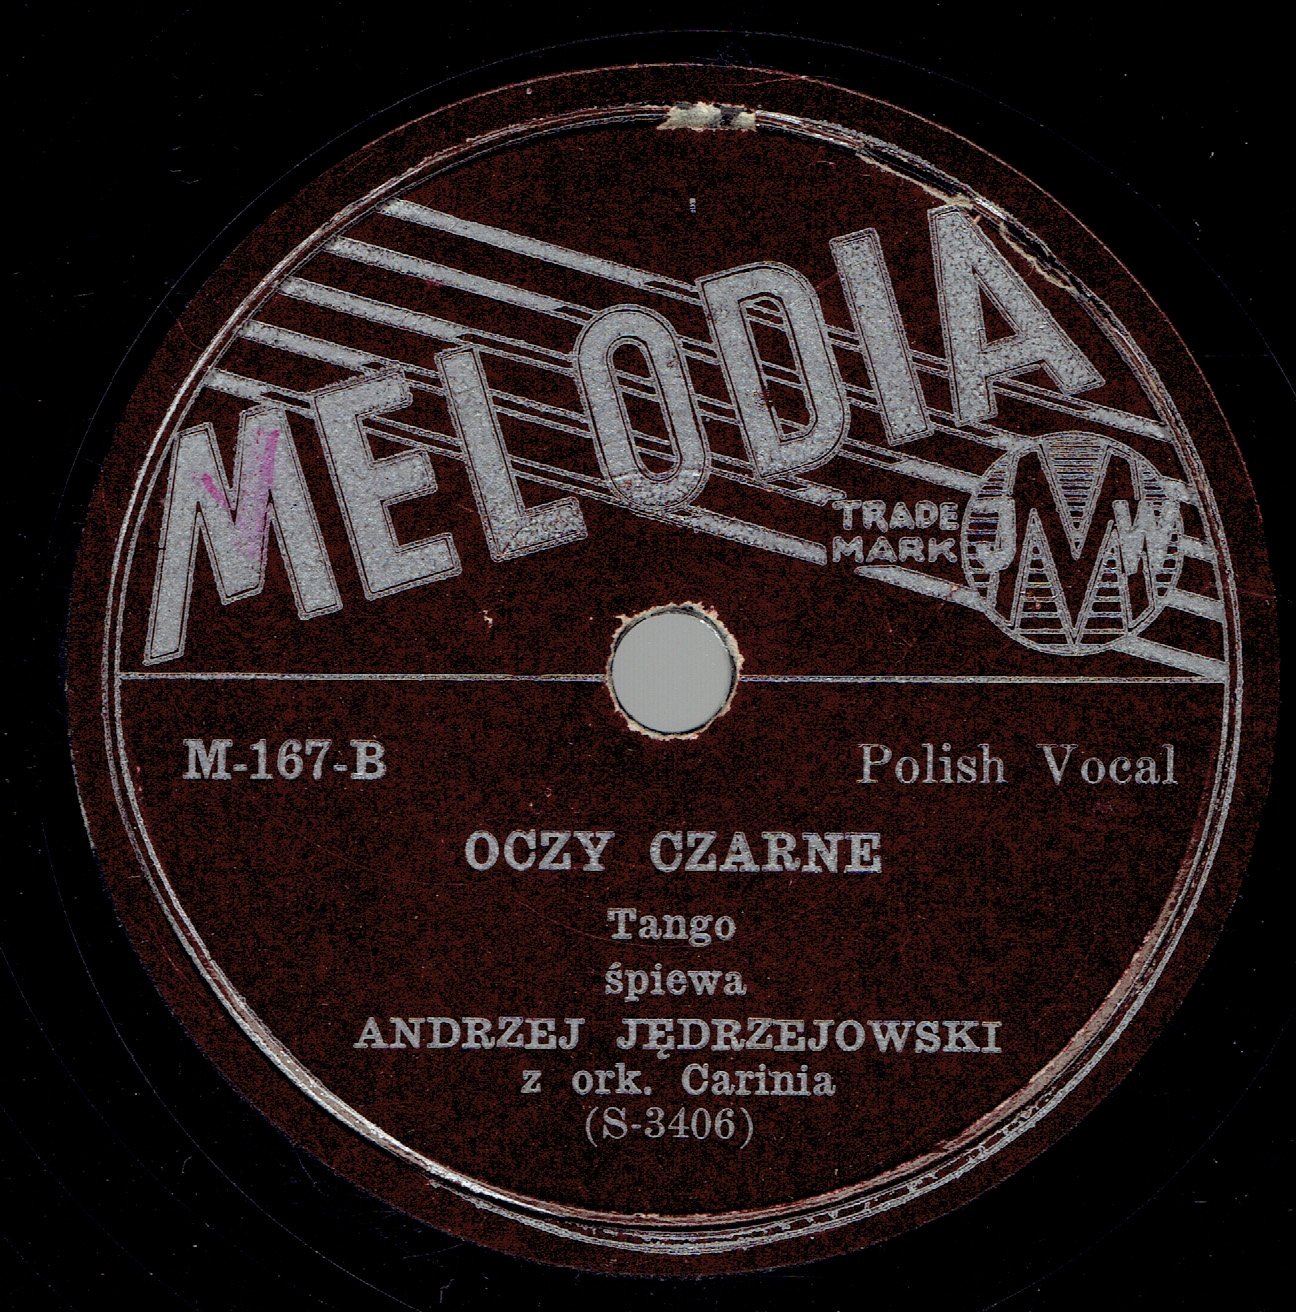 MELODIA
TRADE
MARK
J M W
M-167-B
Polish Vocal
OCZY CZARNE
Tango
śpiewa
ANDRZEJ JĘDRZEJOWSKI
z ork. Carinia
(S-3406)